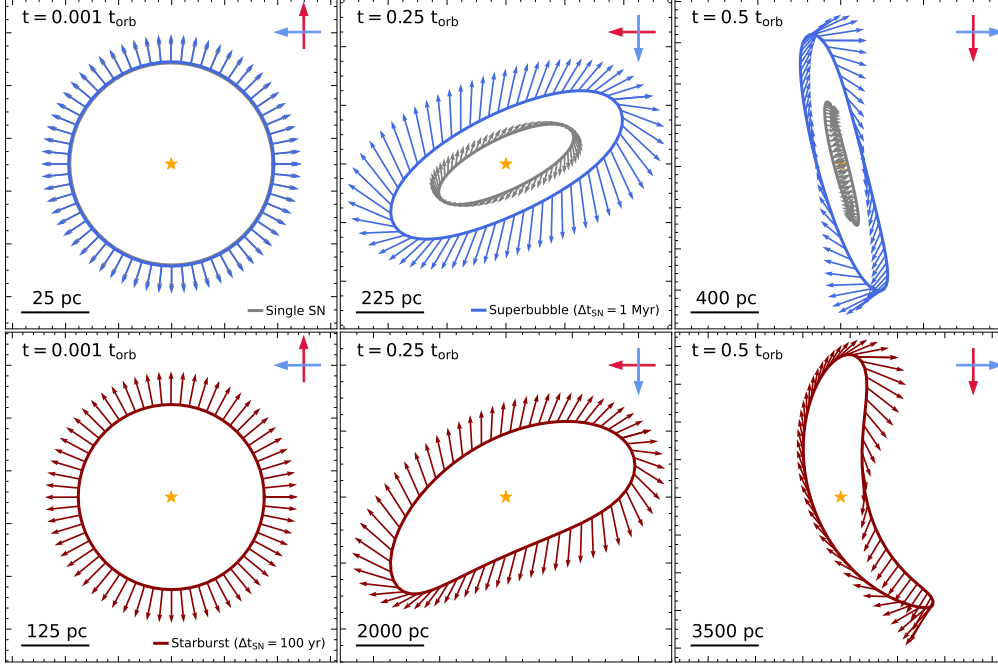 t = 0.001 t_orb
25 pc
Single SN
t = 0.25 t_orb
225 pc
Superbubble (Δt_SN = 1 Myr)
t = 0.5 t_orb
400 pc
t = 0.001 t_orb
125 pc
Starburst (Δt_SN = 100 yr)
t = 0.25 t_orb
2000 pc
t = 0.5 t_orb
3500 pc